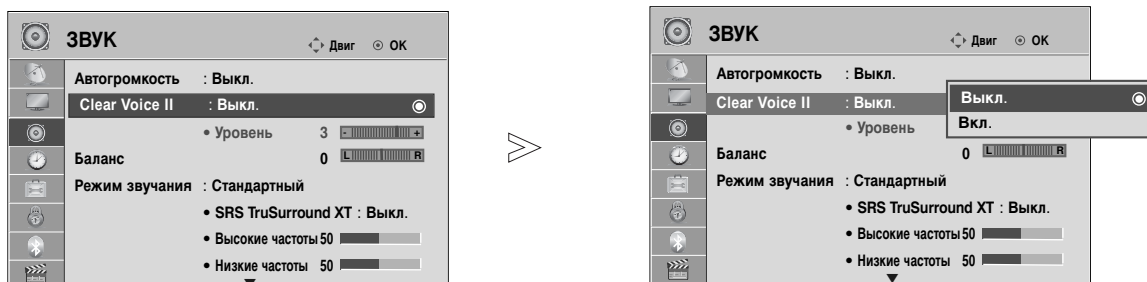 ЗВУК Двиг OK
Автогромкость : Выкл.
Clear Voice II : Выкл.
• Уровень 3 - +
Баланс 0 L R
Режим звучания : Стандартный
• SRS TruSurround XT : Выкл.
• Высокие частоты 50
• Низкие частоты 50
ЗВУК Двиг OK
Автогромкость : Выкл.
Clear Voice II : Выкл.
Выкл.
Вкл.
• Уровень
Баланс 0 L R
Режим звучания : Стандартный
• SRS TruSurround XT : Выкл.
• Высокие частоты 50
• Низкие частоты 50